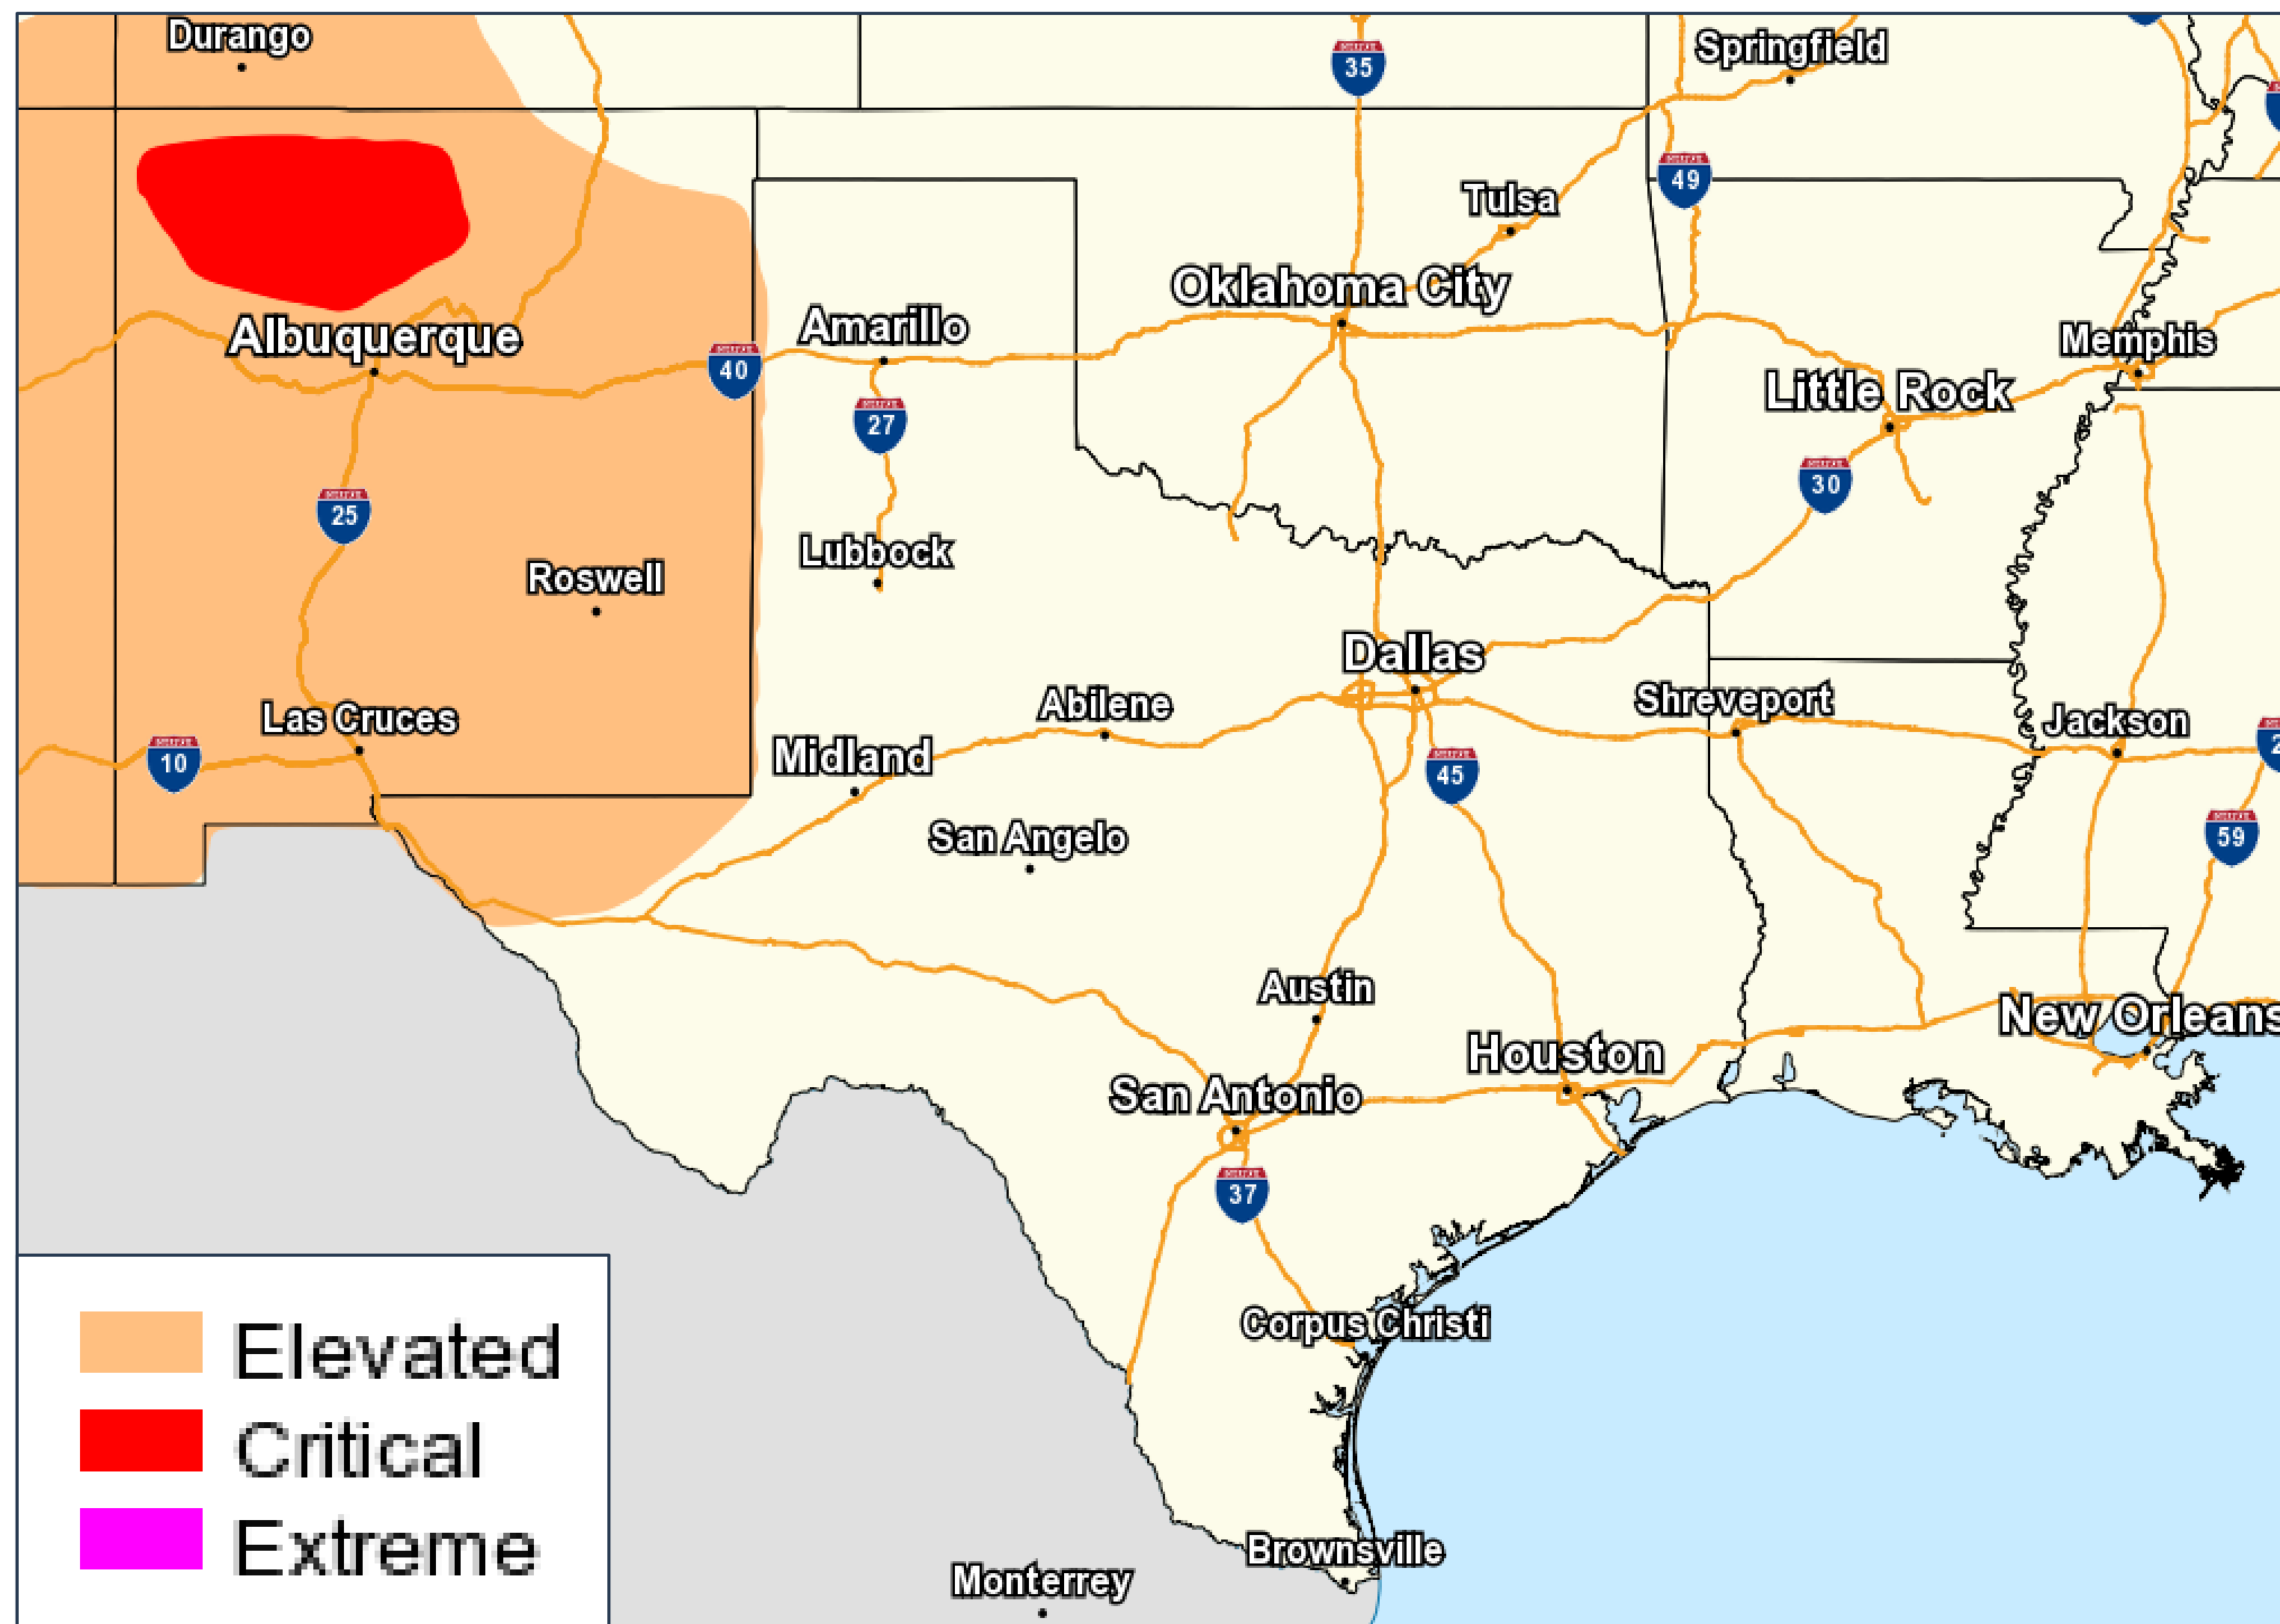 Durango
35
Springfield
49
Tulsa
Oklahoma City
Albuquerque
Amarillo
Memphis
40
Little Rock
27
30
25
Lubbock
Roswell
Dallas
Abilene
Shreveport
Las Cruces
Jackson
Midland
10
45
San Angelo
59
Austin
New Orleans
Houston
San Antonio
37
Corpus Christi
Elevated
Critical
Extreme
Brownsville
Monterrey